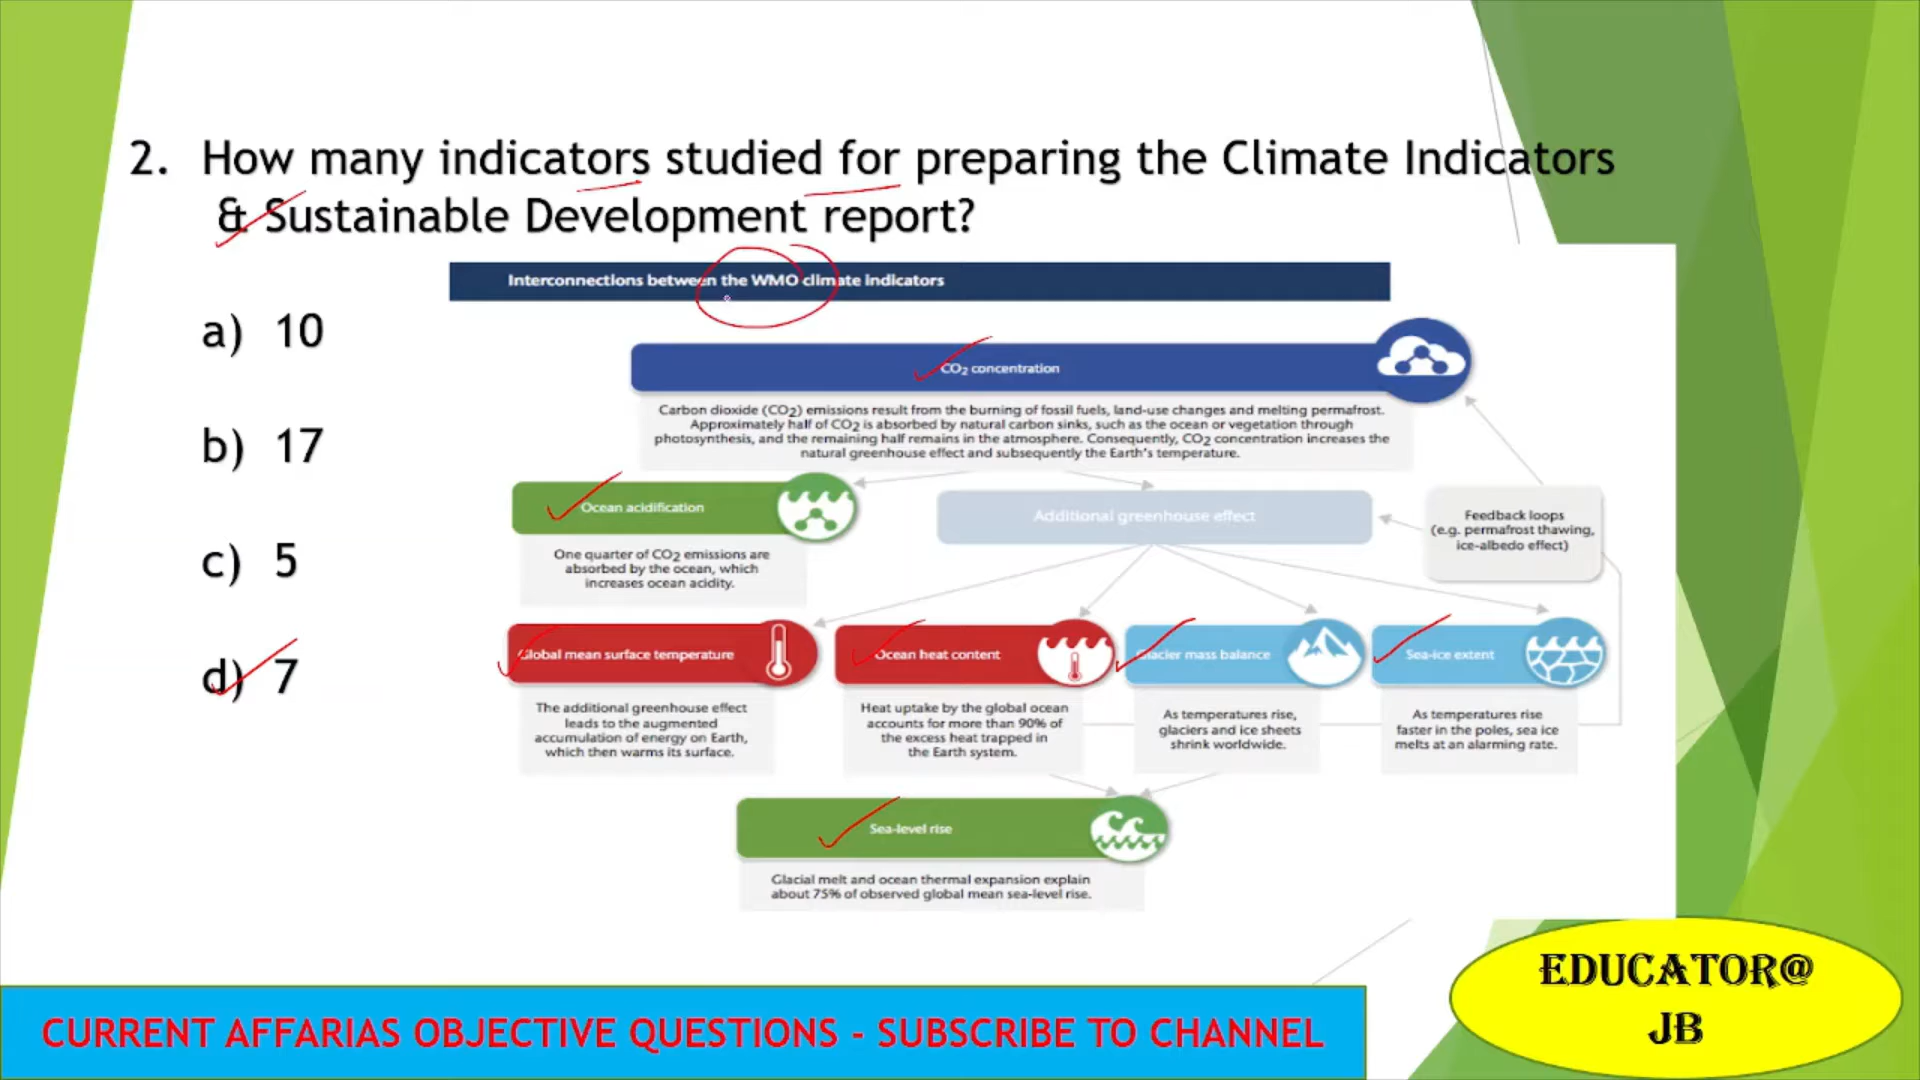 2. How many indicators studied for preparing the Climate Indicators
& Sustainable Development report?
a) 10
b) 17
c) 5
d) 7
Interconnections between the WMO climate indicators
CO2 concentration
Carbon dioxide (CO2) emissions result from the burning of fossil fuels, land-use changes and melting permafrost.
Approximately half of CO2 is absorbed by natural carbon sinks, such as the ocean or vegetation through
photosynthesis, and the remaining half remains in the atmosphere. Consequently, CO2 concentration increases the
natural greenhouse effect and subsequently the Earth's temperature.
Ocean acidification
One quarter of CO2 emissions are
absorbed by the ocean, which
increases ocean acidity.
Additional greenhouse effect
Feedback loops
(e.g. permafrost thawing,
ice-albedo effect)
Global mean surface temperature
The additional greenhouse effect
leads to the augmented
accumulation of energy on Earth,
which then warms its surface.
Ocean heat content
Heat uptake by the global ocean
accounts for more than 90% of
the excess heat trapped in
the Earth system.
Glacier mass balance
As temperatures rise,
glaciers and ice sheets
shrink worldwide.
Sea-ice extent
As temperatures rise
faster in the poles, sea ice
melts at an alarming rate.
Sea-level rise
Glacial melt and ocean thermal expansion explain
about 75% of observed global mean sea-level rise.
CURRENT AFFARIAS OBJECTIVE QUESTIONS - SUBSCRIBE TO CHANNEL
EDUCATOR@
JB